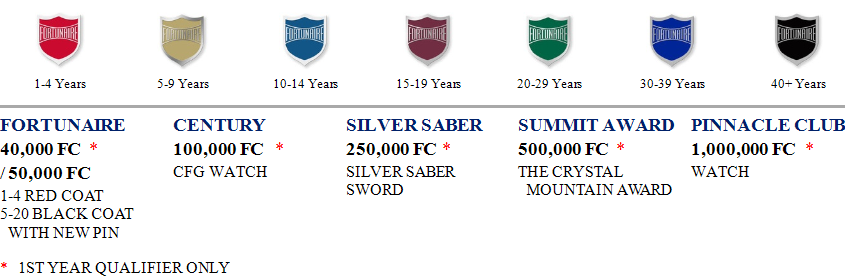 FORTUNAIRE FORTUNAIRE FORTUNAIRE FORTUNAIRE FORTUNAIRE FORTUNAIRE FORTUNAIRE
1-4 Years 5-9 Years 10-14 Years 15-19 Years 20-29 Years 30-39 Years 40+ Years
FORTUNAIRE CENTURY SILVER SABER SUMMIT AWARD PINNACLE CLUB
40,000 FC * 100,000 FC * 250,000 FC * 500,000 FC * 1,000,000 FC *
/ 50,000 FC CFG WATCH SILVER SABER THE CRYSTAL WATCH
1-4 RED COAT SWORD MOUNTAIN AWARD
5-20 BLACK COAT
WITH NEW PIN
* 1ST YEAR QUALIFIER ONLY